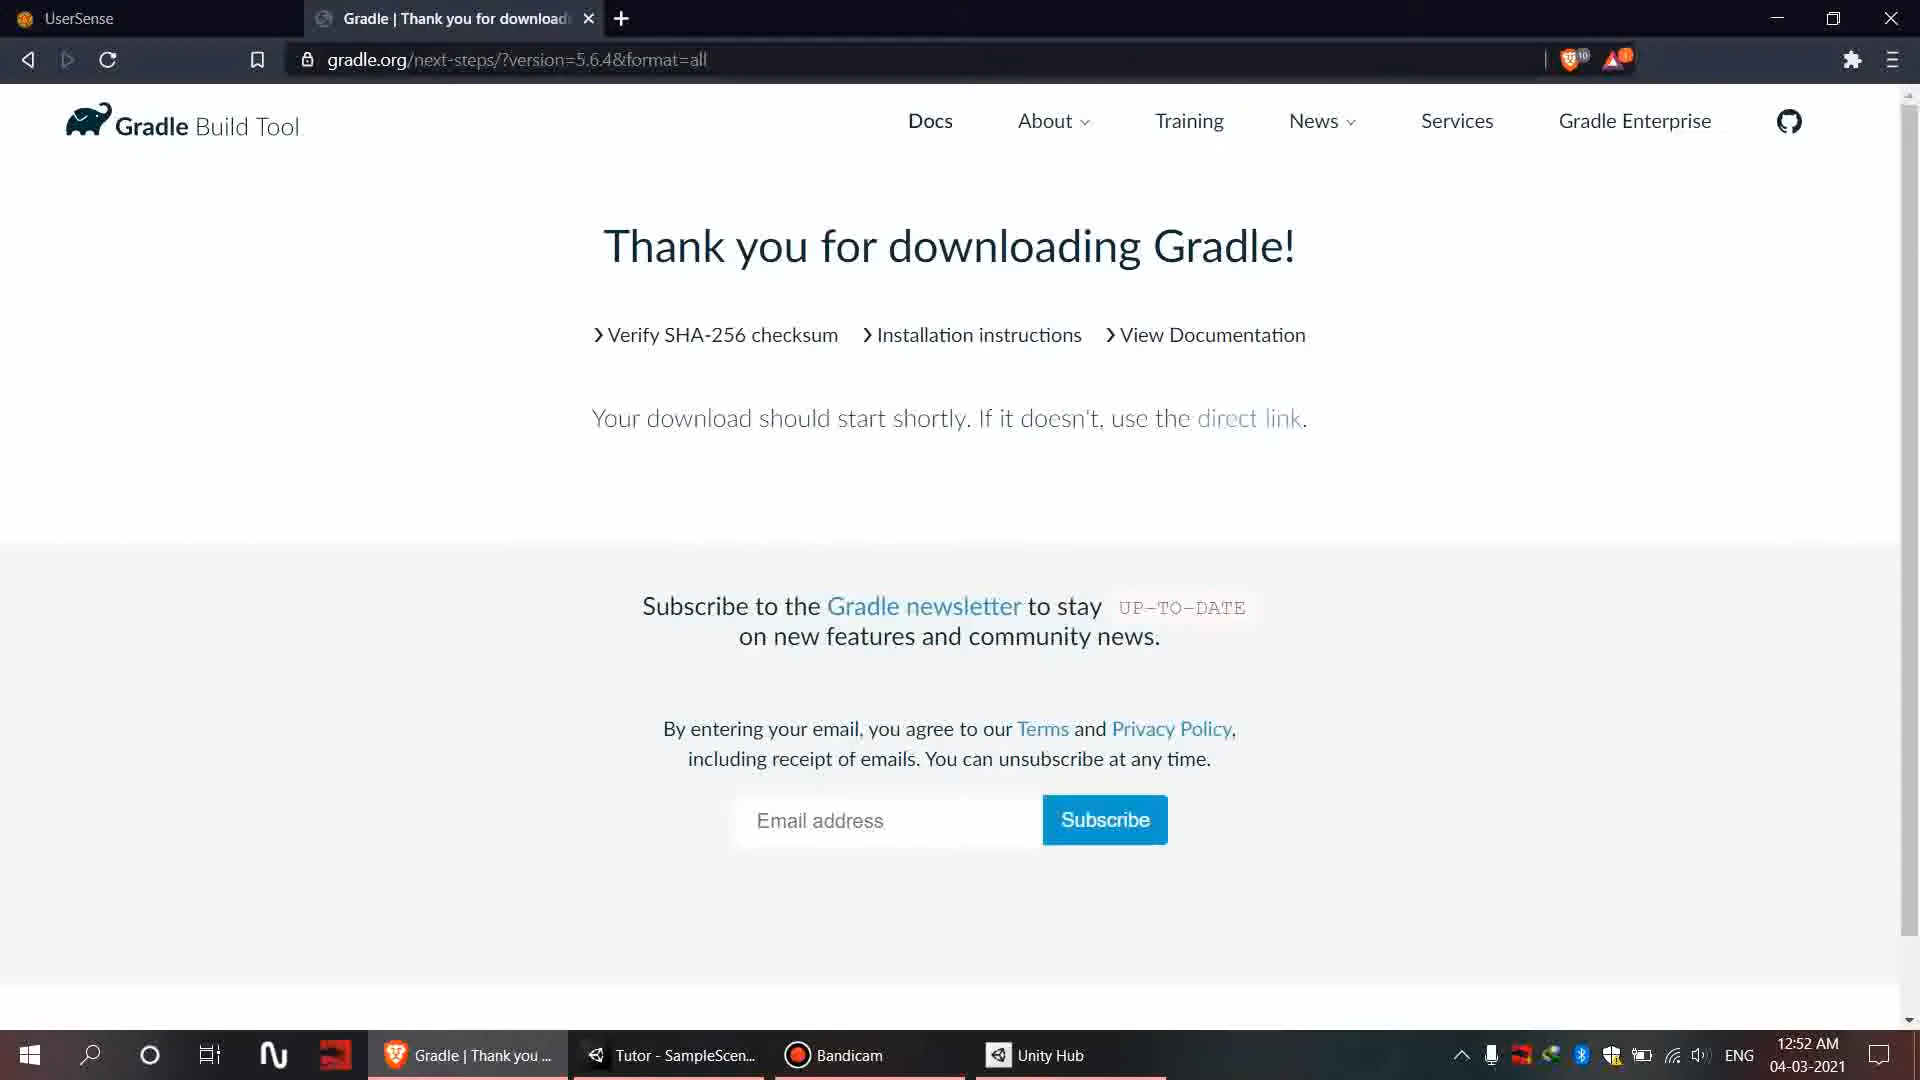 UserSense
Gradle | Thank you for download
gradle.org/next-steps/?version=5.6.4&format=all
10
1
Gradle Build Tool
Docs
About
Training
News
Services
Gradle Enterprise
Thank you for downloading Gradle!
Verify SHA-256 checksum
Installation instructions
View Documentation
Your download should start shortly. If it doesn't, use the direct link.
Subscribe to the Gradle newsletter to stay UP-TO-DATE
on new features and community news.
By entering your email, you agree to our Terms and Privacy Policy,
including receipt of emails. You can unsubscribe at any time.
Email address
Subscribe
Gradle | Thank you ...
Tutor - SampleScen...
Bandicam
Unity Hub
ENG
12:52 AM
04-03-2021